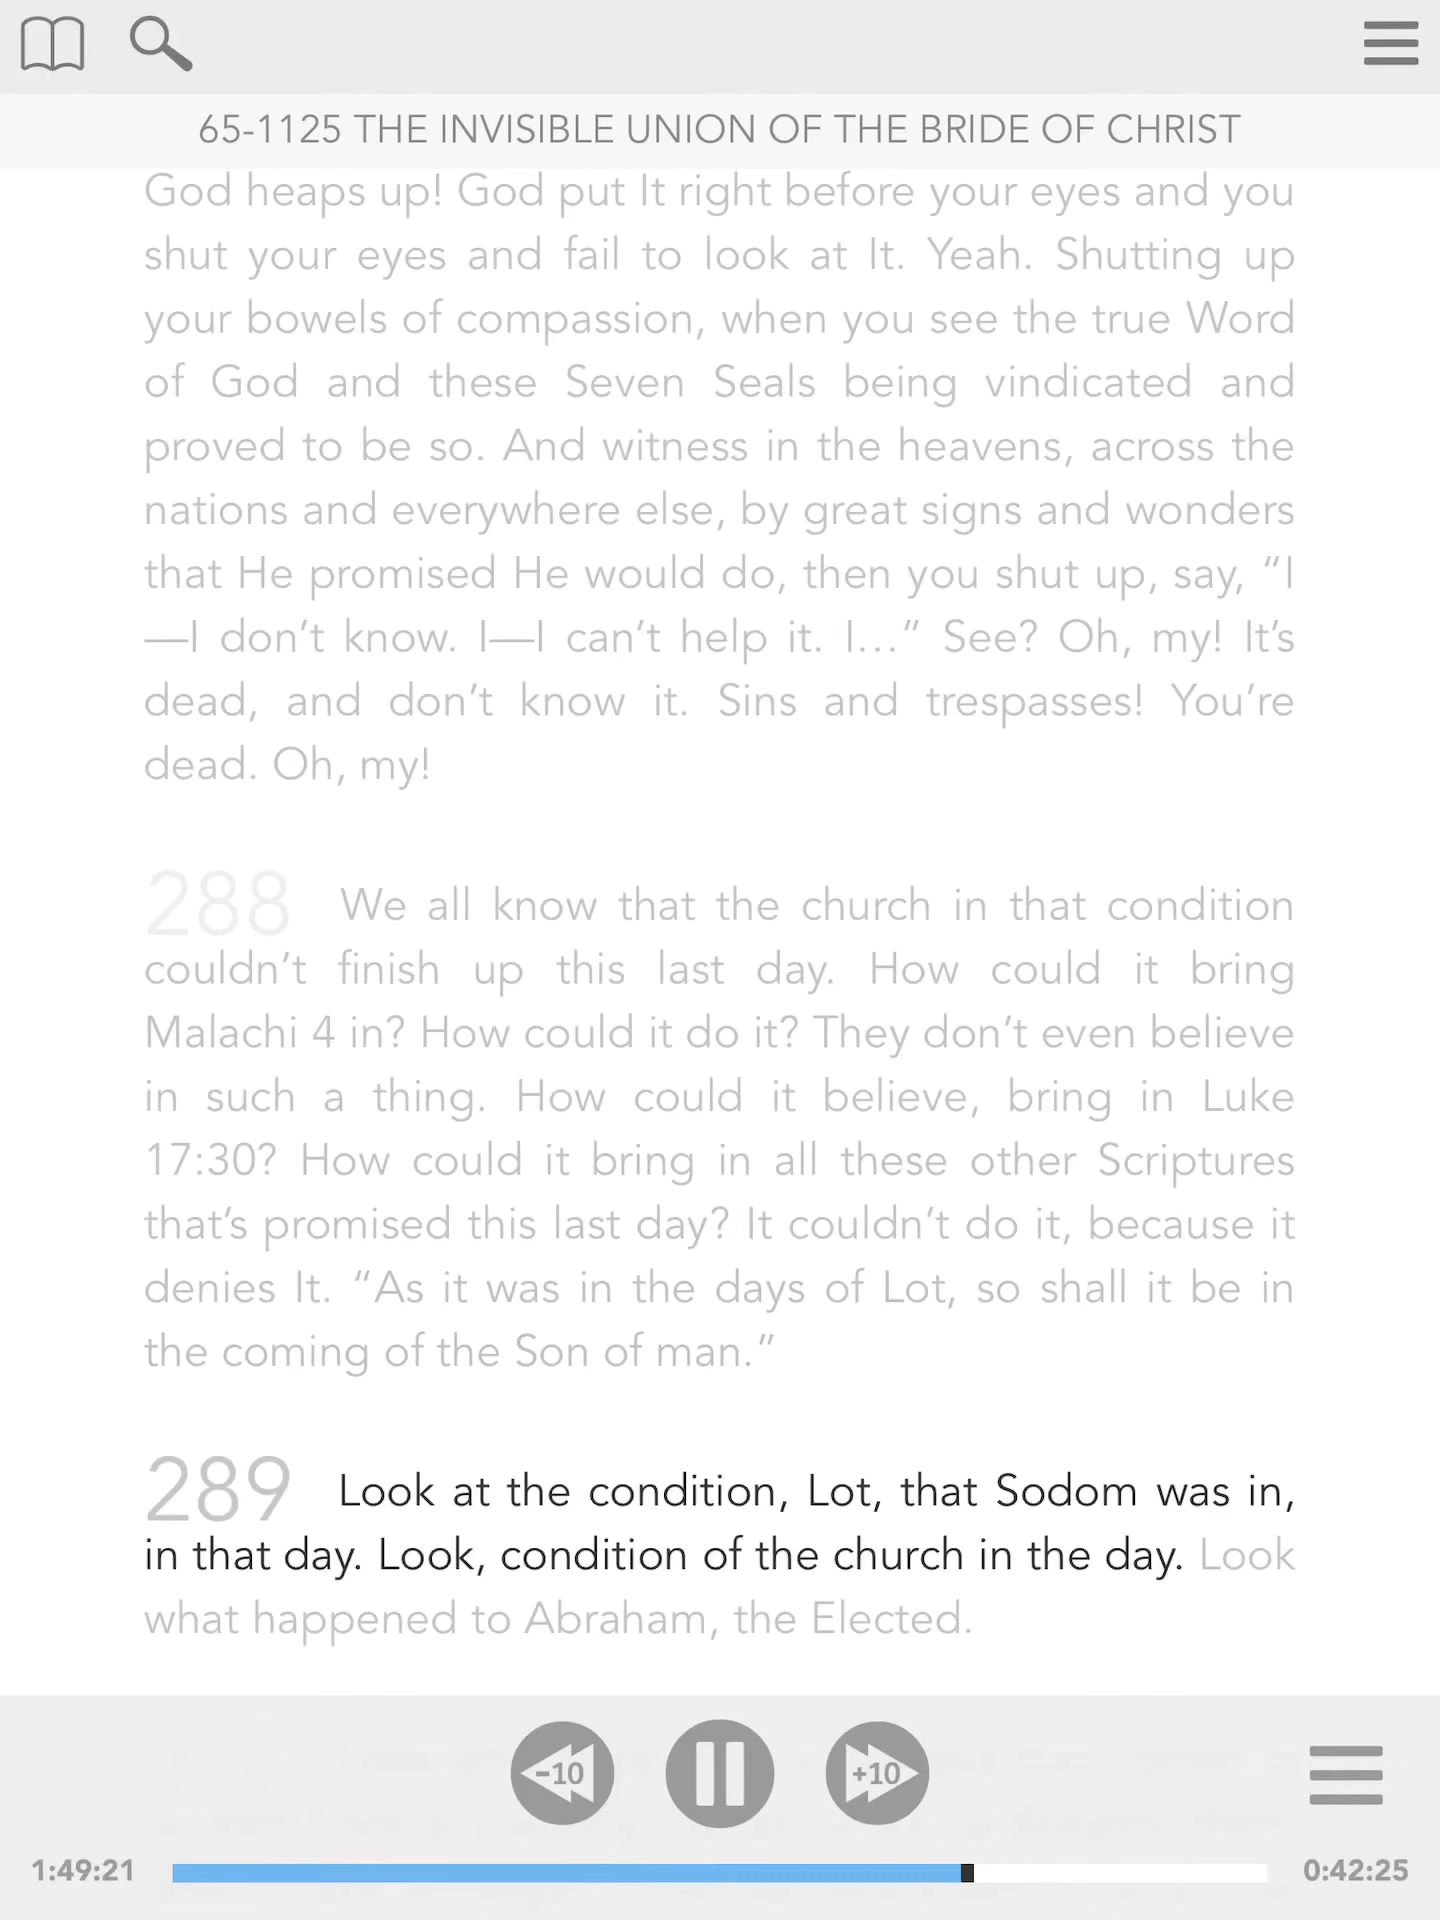 65-1125 THE INVISIBLE UNION OF THE BRIDE OF CHRIST
God heaps up! God put It right before your eyes and you
shut your eyes and fail to look at It. Yeah. Shutting up
your bowels of compassion, when you see the true Word
of God and these Seven Seals being vindicated and
proved to be so. And witness in the heavens, across the
nations and everywhere else, by great signs and wonders
that He promised He would do, then you shut up, say, “I
—I don’t know. I—I can’t help it. I…” See? Oh, my! It’s
dead, and don’t know it. Sins and trespasses! You’re
dead. Oh, my!
288 We all know that the church in that condition
couldn’t finish up this last day. How could it bring
Malachi 4 in? How could it do it? They don’t even believe
in such a thing. How could it believe, bring in Luke
17:30? How could it bring in all these other Scriptures
that’s promised this last day? It couldn’t do it, because it
denies It. “As it was in the days of Lot, so shall it be in
the coming of the Son of man.”
289 Look at the condition, Lot, that Sodom was in,
in that day. Look, condition of the church in the day. Look
what happened to Abraham, the Elected.
-10 +10
1:49:21 0:42:25